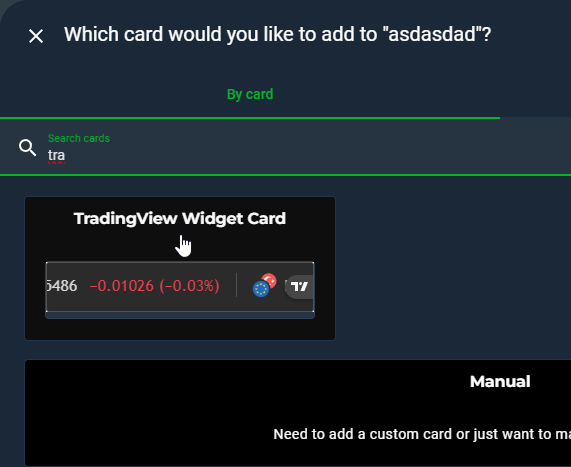 Which card would you like to add to "asdasdad"?
By card
Search cards
tra
TradingView Widget Card
5486 −0.01026 (−0.03%)
Manual
Need to add a custom card or just want to ma